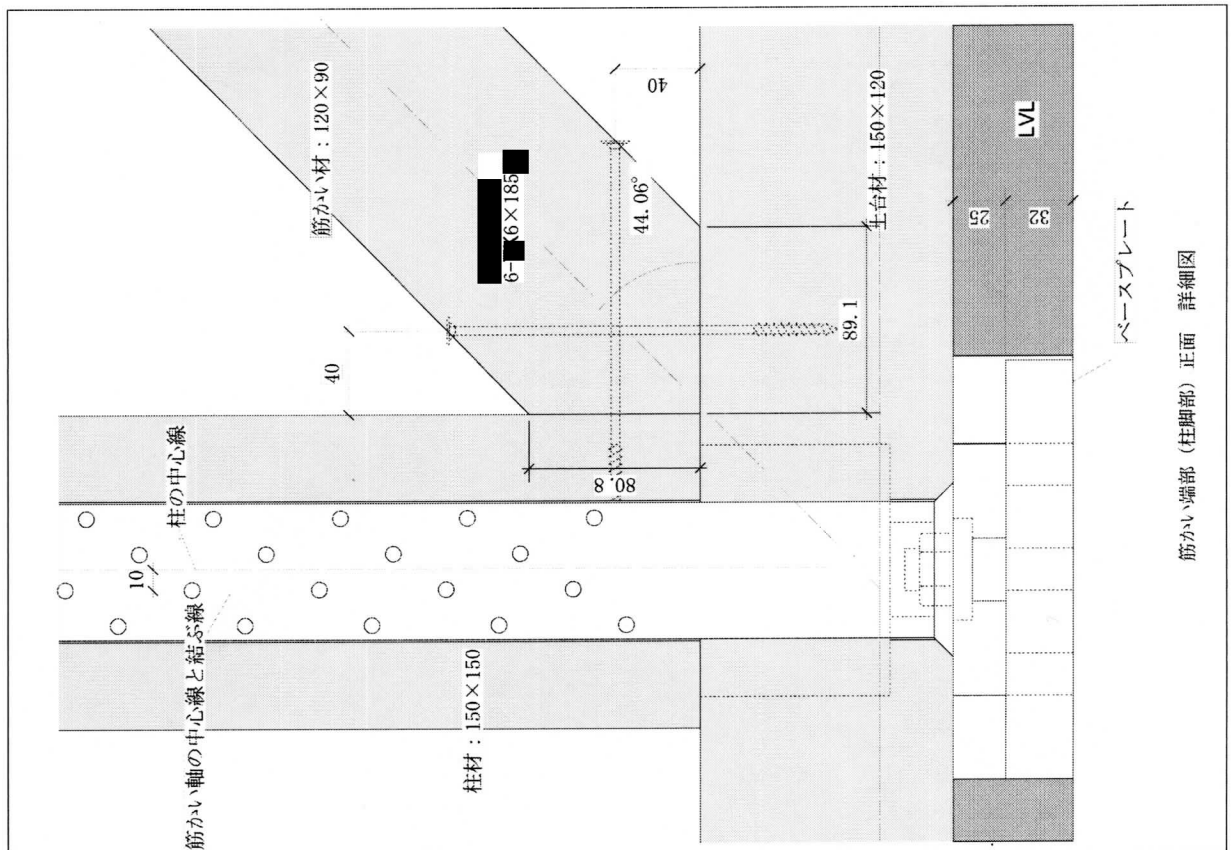 筋かい材：120×90
40
6-
X6×185
44.06°
40
柱の中心線
10
筋かい軸の中心線と結ぶ線
80.8
89.1
土台材：150×120
柱材：150×150
25
32
LVL
ベースプレート
筋かい端部（柱脚部）正面　詳細図